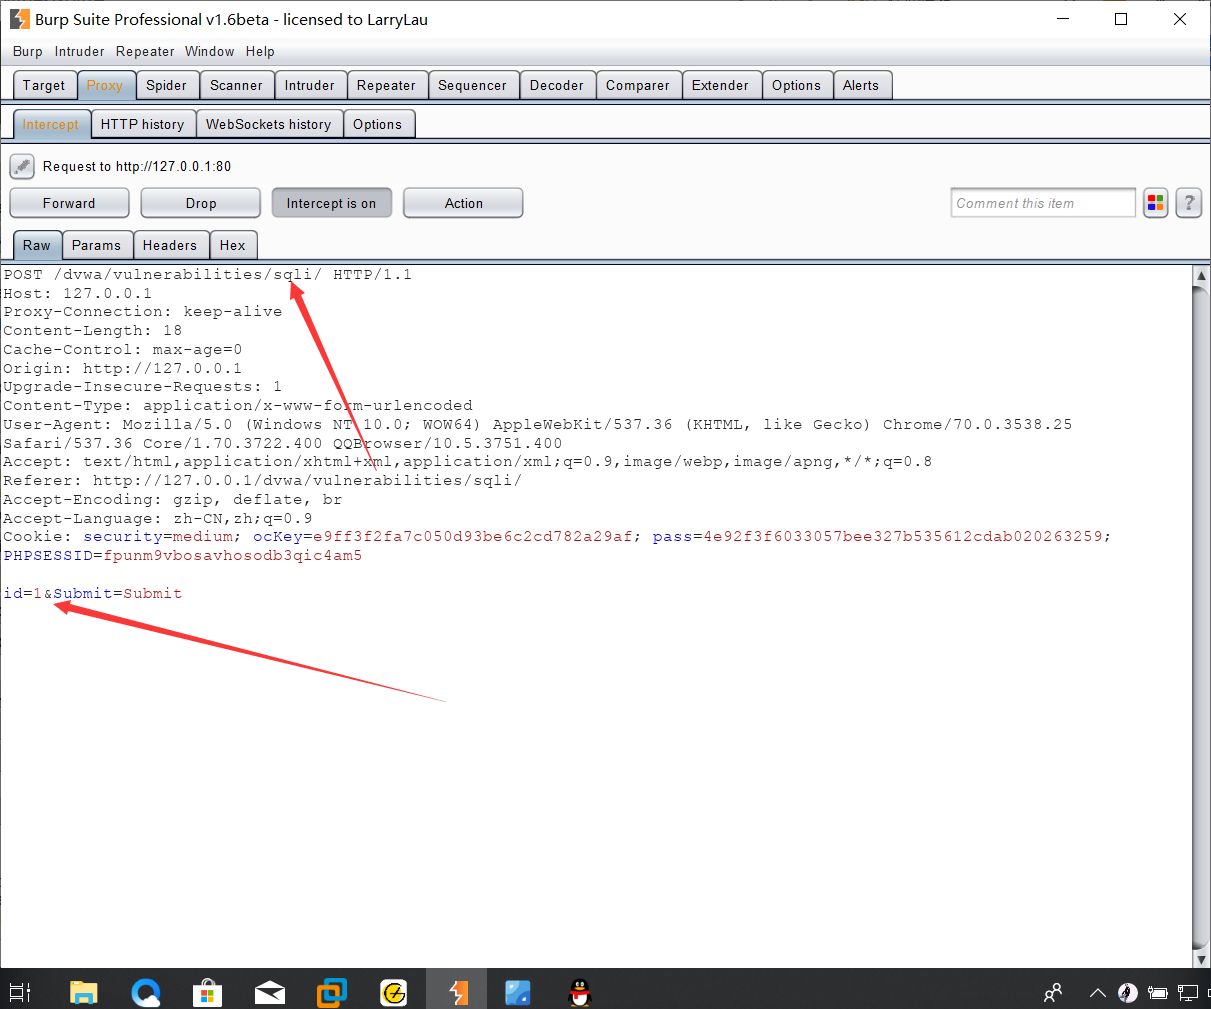 Burp Suite Professional v1.6beta - licensed to LarryLau
Burp Intruder Repeater Window Help
Target Proxy Spider Scanner Intruder Repeater Sequencer Decoder Comparer Extender Options Alerts
Intercept HTTP history WebSockets history Options
Request to http://127.0.0.1:80
Forward Drop Intercept is on Action Comment this item ?
Raw Params Headers Hex
POST /dvwa/vulnerabilities/sqli/ HTTP/1.1
Host: 127.0.0.1
Proxy-Connection: keep-alive
Content-Length: 18
Cache-Control: max-age=0
Origin: http://127.0.0.1
Upgrade-Insecure-Requests: 1
Content-Type: application/x-www-form-urlencoded
User-Agent: Mozilla/5.0 (Windows NT 10.0; WOW64) AppleWebKit/537.36 (KHTML, like Gecko) Chrome/70.0.3538.25
Safari/537.36 Core/1.70.3722.400 QQBrowser/10.5.3751.400
Accept: text/html,application/xhtml+xml,application/xml;q=0.9,image/webp,image/apng,*/*;q=0.8
Referer: http://127.0.0.1/dvwa/vulnerabilities/sqli/
Accept-Encoding: gzip, deflate, br
Accept-Language: zh-CN,zh;q=0.9
Cookie: security=medium; ocKey=e9ff3f2fa7c050d93be6c2cd782a29af; pass=4e92f3f6033057bee327b535612cdab020263259;
PHPSESSID=fpunm9vbosavhosodb3qic4am5
id=1&Submit=Submit